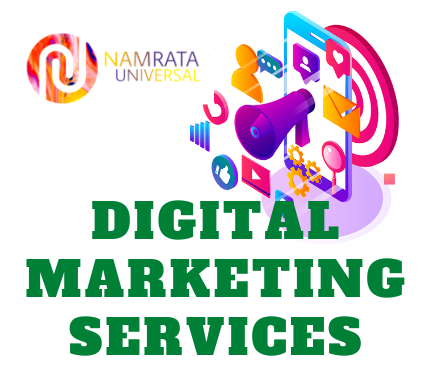 NAMRATA
UNIVERSAL
DIGITAL
MARKETING
SERVICES